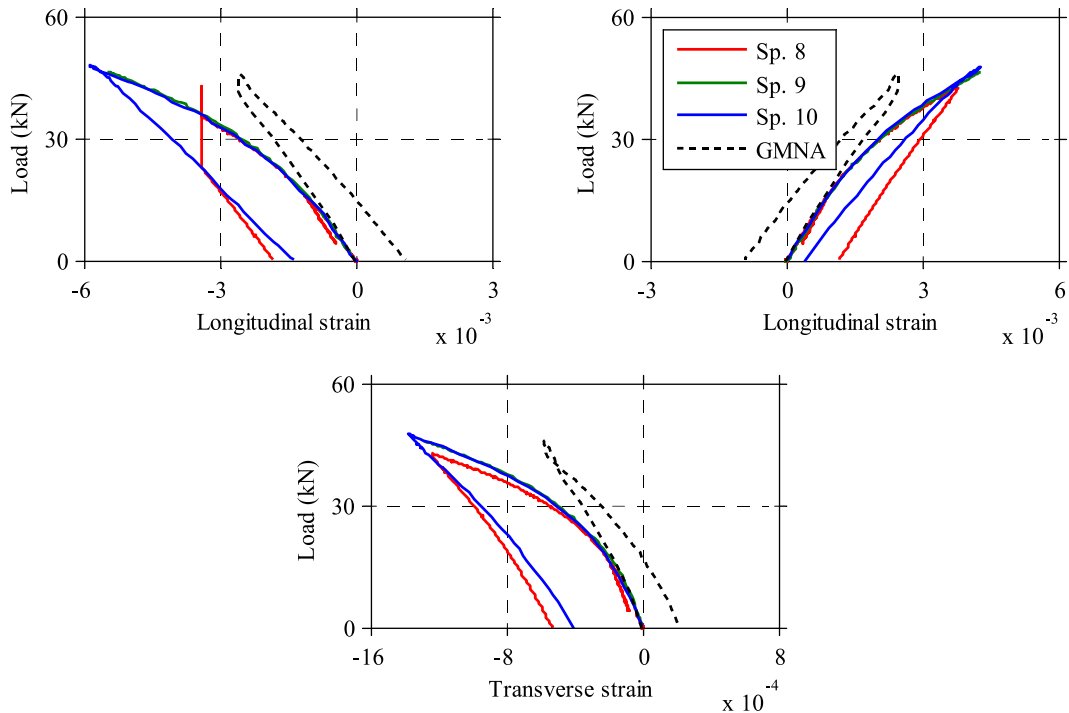 60
30
0
Load (kN)
-6
-3
0
3
Longitudinal strain
x 10
-3
60
30
0
Load (kN)
-3
0
3
6
Longitudinal strain
x 10
-3
Sp. 8
Sp. 9
Sp. 10
GMNA
60
30
0
Load (kN)
-16
-8
0
8
Transverse strain
x 10
-4